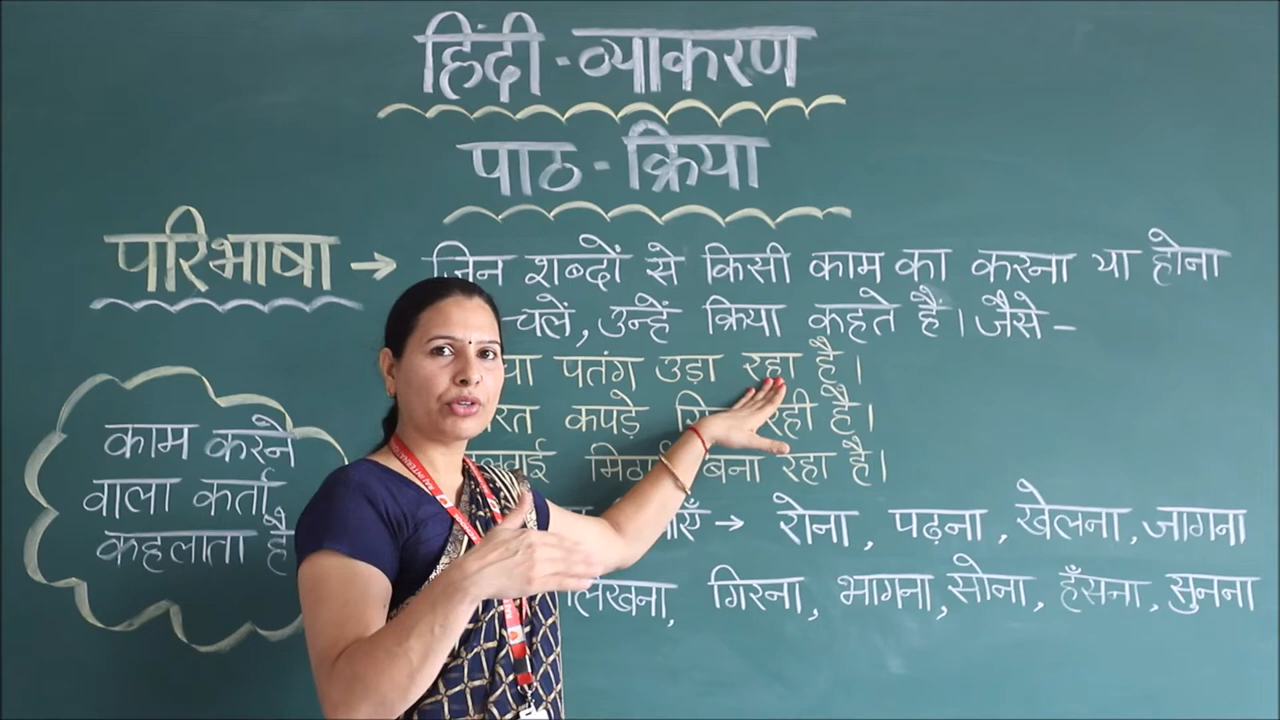 हिंदी-व्याकरण
पाठ-क्रिया
परिभाषा → जिन शब्दों से किसी काम का करना या होना
चलें, उन्हें क्रिया कहते हैं। जैसे-
पतंग उड़ा रहा है।
कपड़े रही है।
बना रहा है।
→ रोना, पढ़ना, खेलना, जागना
गिरना, भागना, सोना, हँसना, सुनना
काम करने
वाला कर्ता
कहलाता है